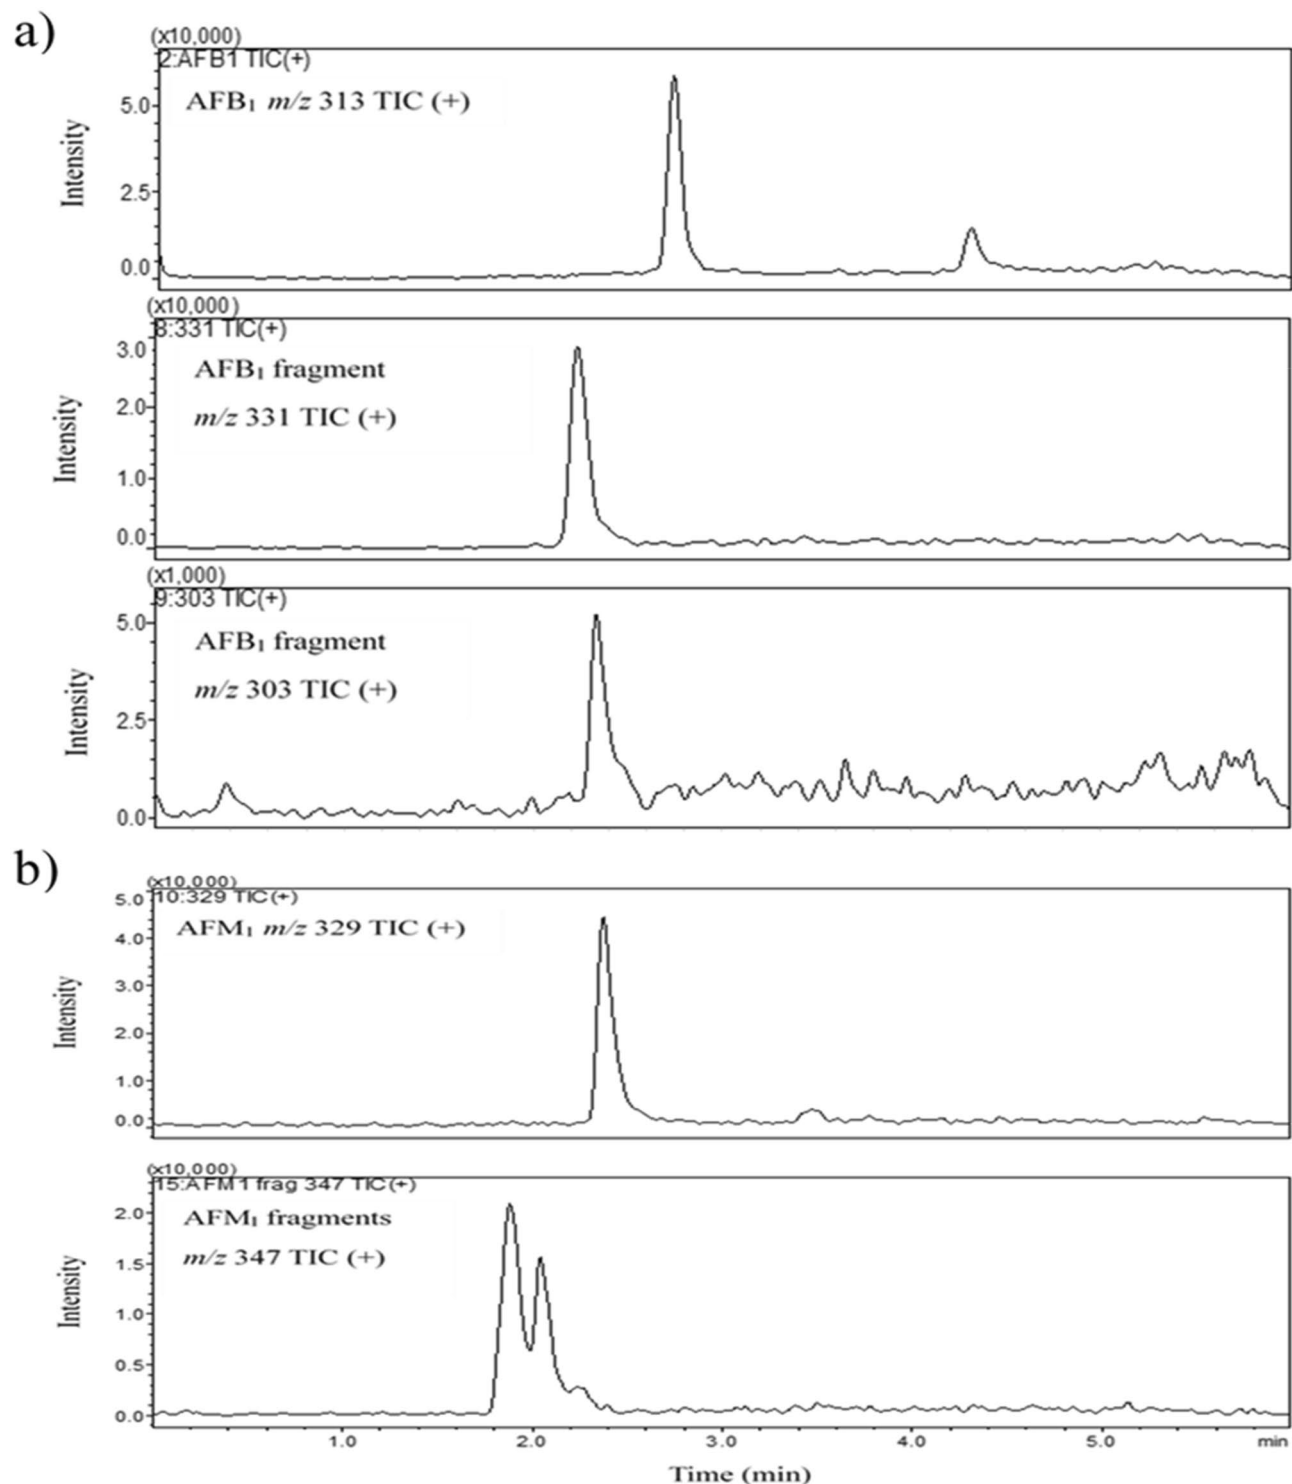 a)
(x10,000)
2:AFB1 TIC(+)
AFB₁ m/z 313 TIC (+)
5.0
2.5
0.0
Intensity
(x10,000)
8:331 TIC(+)
AFB₁ fragment
m/z 331 TIC (+)
3.0
2.0
1.0
0.0
Intensity
(x1,000)
9:303 TIC(+)
AFB₁ fragment
m/z 303 TIC (+)
5.0
2.5
0.0
Intensity
b)
(x10,000)
10:329 TIC(+)
AFM₁ m/z 329 TIC (+)
5.0
4.0
3.0
2.0
1.0
0.0
Intensity
(x10,000)
15:AFM1 frag 347 TIC(+)
AFM₁ fragments
m/z 347 TIC (+)
2.0
1.5
1.0
0.5
0.0
Intensity
1.0 2.0 3.0 4.0 5.0 min
Time (min)